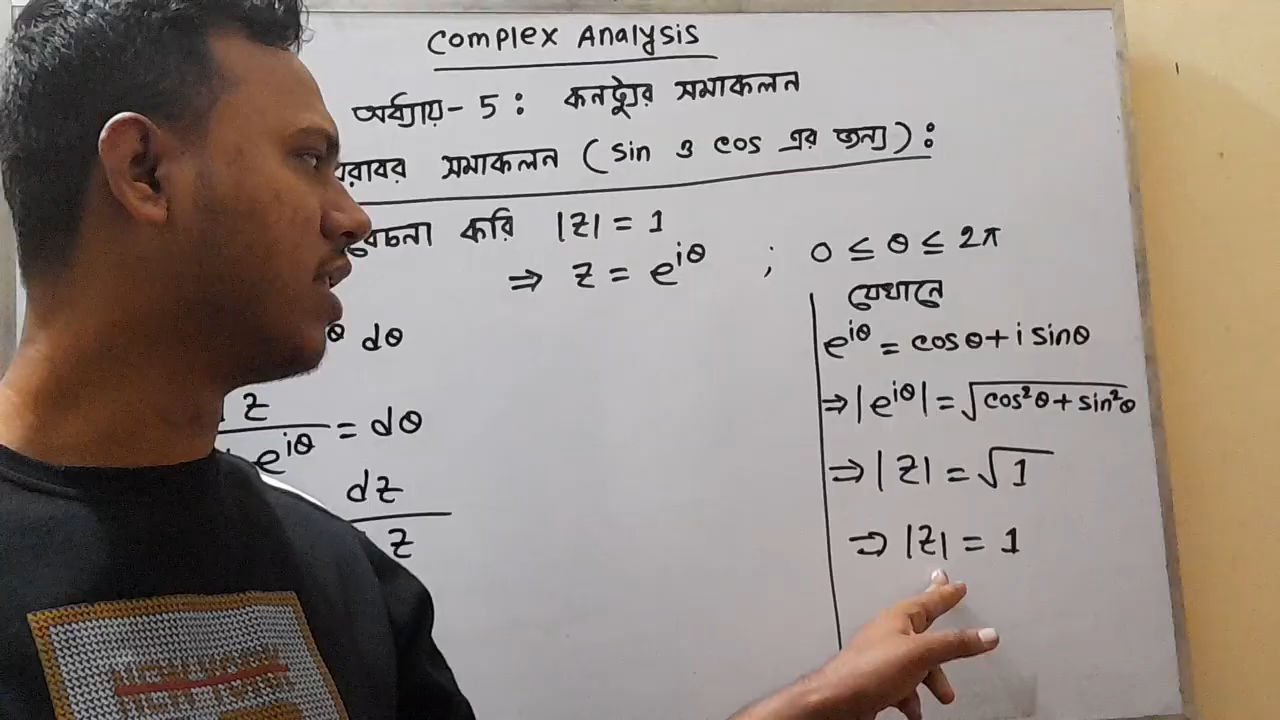 Complex Analysis
অধ্যায়- 5 : কনট্যুর সমাকলন
বরাবর সমাকলন ( sin ও cos এর জন্য ) :
বেচনা করি |z| = 1
⇒ z = e^{iθ} ; 0 ≤ θ ≤ 2π
θ dθ
z
e^{iθ} = dθ
dz
z
যেখানে
e^{iθ} = cosθ + i sinθ
⇒ |e^{iθ}| = √cos²θ + sin²θ
⇒ |z| = √1
⇒ |z| = 1